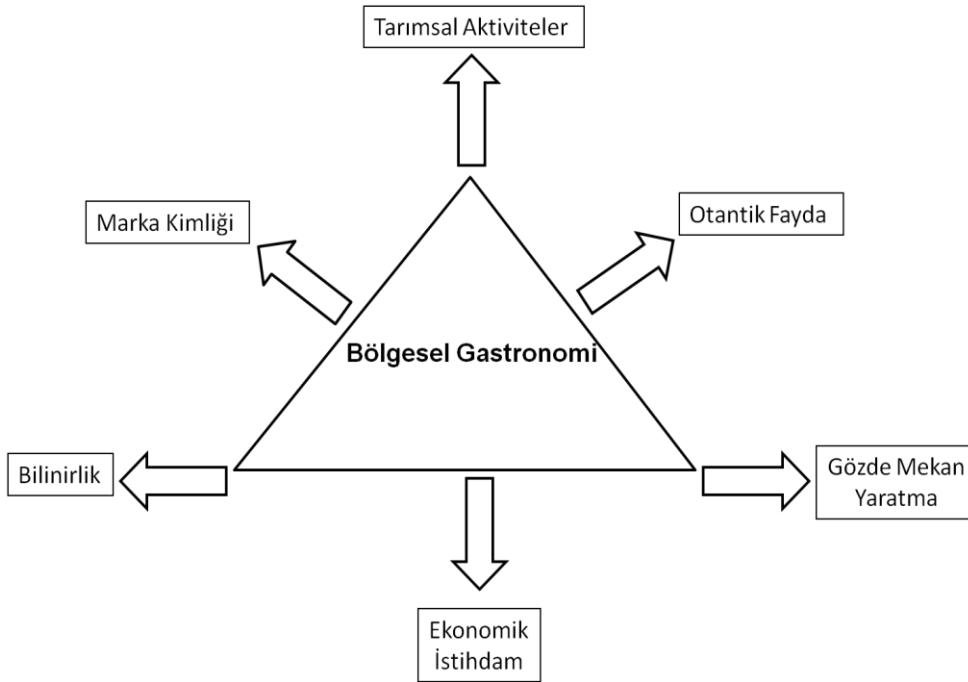 Tarımsal Aktiviteler
Marka Kimliği
Otantik Fayda
Bölgesel Gastronomi
Bilinirlik
Gözde Mekan
Yaratma
Ekonomik
İstihdam